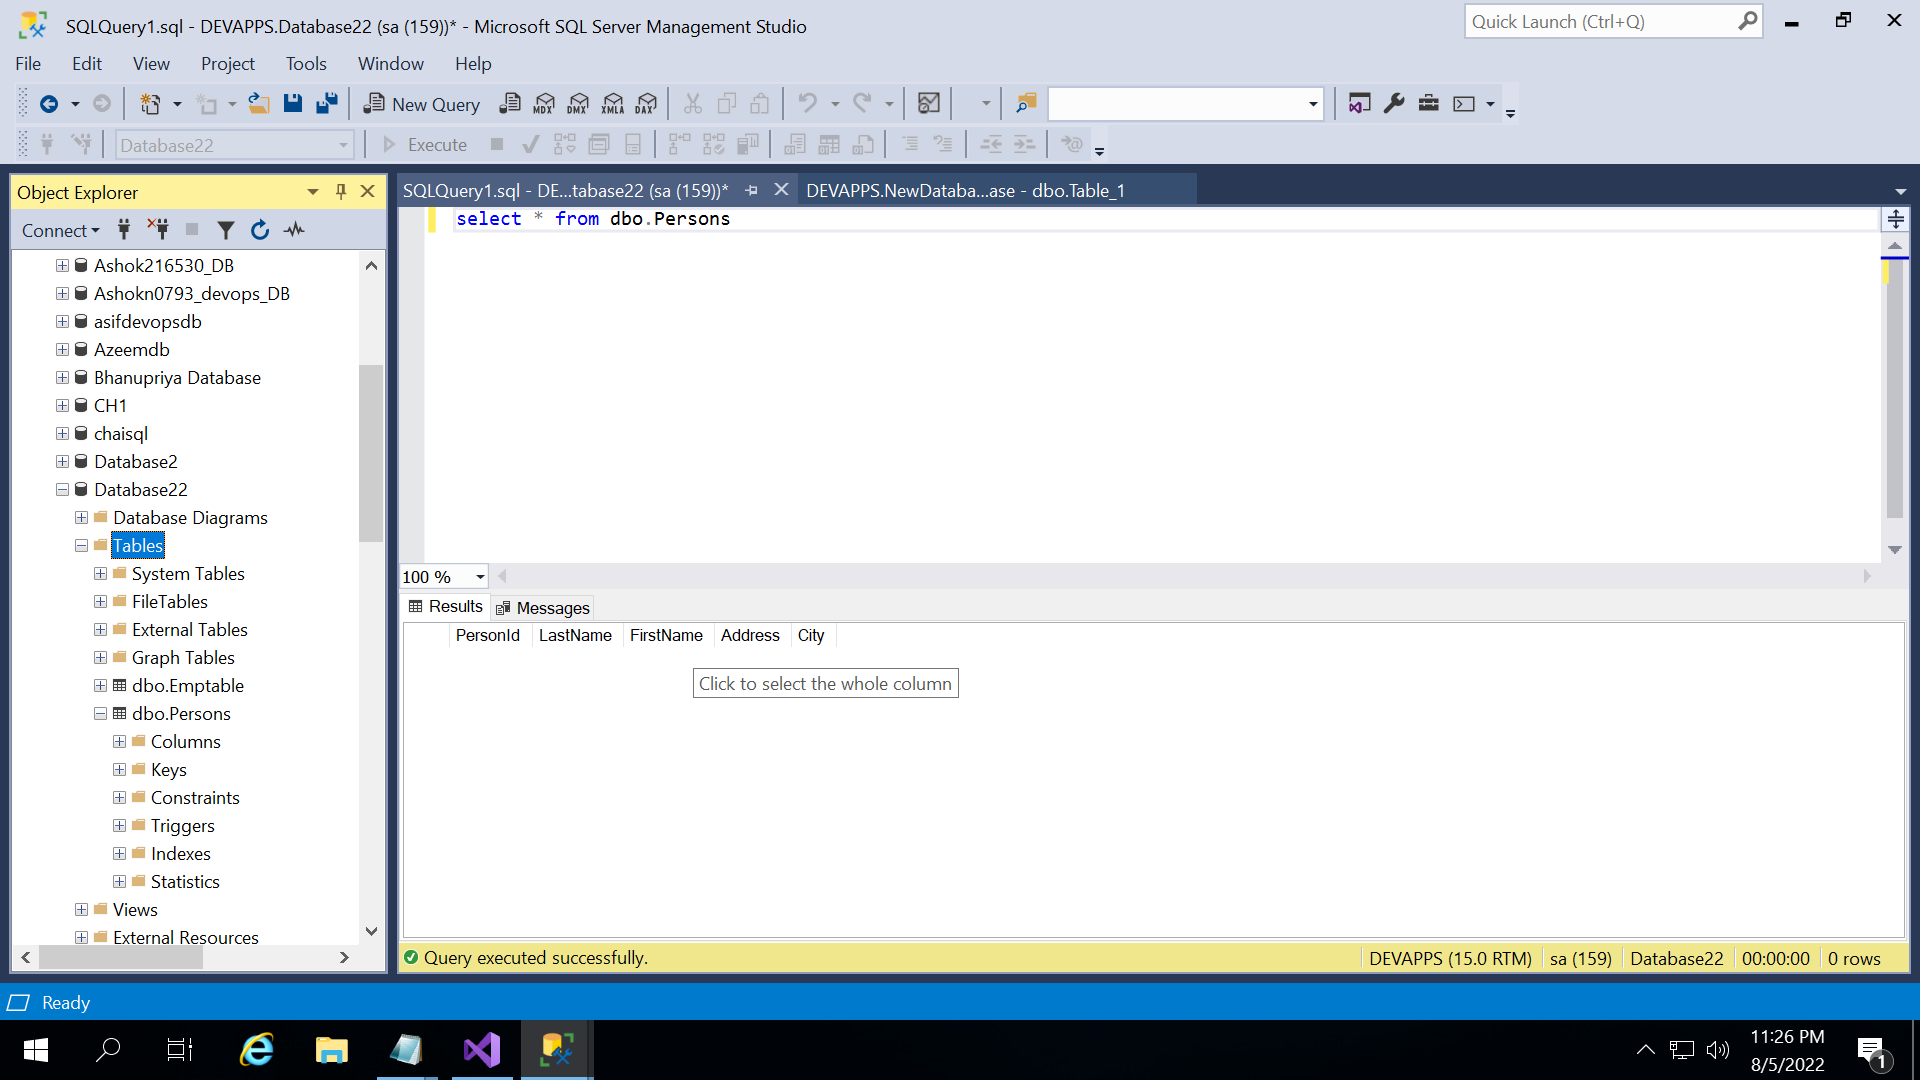 SQLQuery1.sql - DEVAPPS.Database22 (sa (159))* - Microsoft SQL Server Management Studio
Quick Launch (Ctrl+Q)
File Edit View Project Tools Window Help
New Query MDX DMX XMLA DAX
Database22 Execute
Object Explorer
SQLQuery1.sql - DE...tabase22 (sa (159))* DEVAPPS.NewDataba...ase - dbo.Table_1
Connect
select * from dbo.Persons
Ashok216530_DB
Ashokn0793_devops_DB
asifdevopsdb
Azeemdb
Bhanupriya Database
CH1
chaisql
Database2
Database22
Database Diagrams
Tables
System Tables
FileTables
External Tables
Graph Tables
dbo.Emptable
dbo.Persons
Columns
Keys
Constraints
Triggers
Indexes
Statistics
Views
External Resources
100 %
Results Messages
PersonId LastName FirstName Address City
Click to select the whole column
Query executed successfully. DEVAPPS (15.0 RTM) sa (159) Database22 00:00:00 0 rows
Ready
11:26 PM
8/5/2022
1